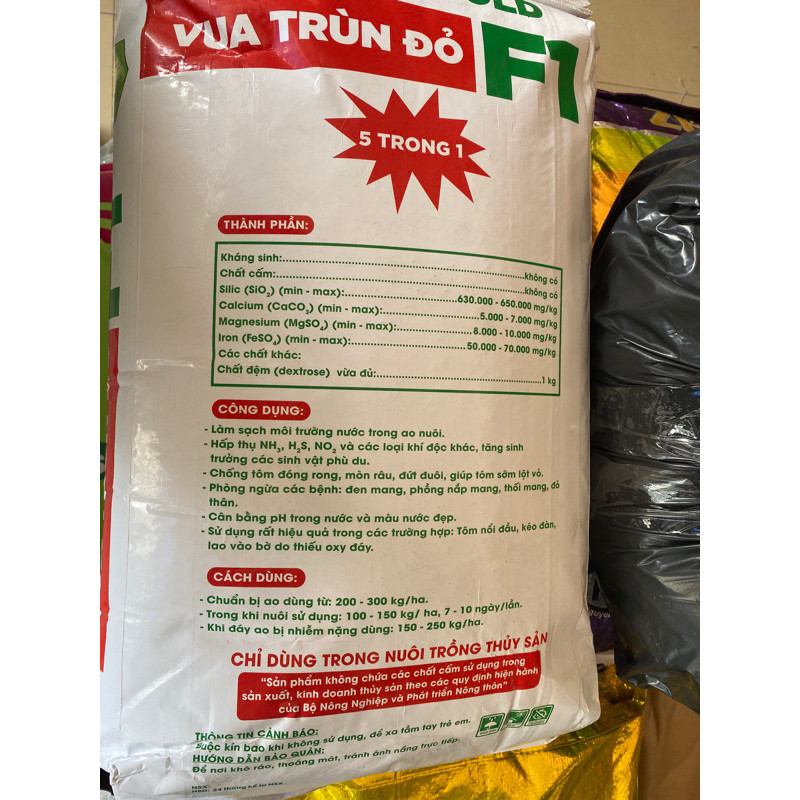 VUA TRÙN ĐỎ
F1
5 TRONG 1
THÀNH PHẦN:
Kháng sinh:...không có
Chất cấm:...không có
Silic (SiO₂) (min - max):...630.000 - 650.000 mg/kg
Calcium (CaCO₃) (min - max):...5.000 - 7.000 mg/kg
Magnesium (MgSO₄) (min - max):...8.000 - 10.000 mg/kg
Iron (FeSO₄) (min - max):...50.000 - 70.000 mg/kg
Các chất khác:
Chất đệm (dextrose) vừa đủ:...1 kg
CÔNG DỤNG:
- Làm sạch môi trường nước trong ao nuôi.
- Hấp thụ NH₃, H₂S, NO₂ và các loại khí độc khác, tăng sinh
trưởng các sinh vật phù du.
- Chống tôm đóng rong, mòn râu, đứt đuôi, giúp tôm sớm lột vỏ.
- Phòng ngừa các bệnh: đen mang, phồng nắp mang, thối mang, đỏ
thân.
- Cân bằng pH trong nước và màu nước đẹp.
- Sử dụng rất hiệu quả trong các trường hợp: Tôm nổi đầu, kéo đàn,
lao vào bờ do thiếu oxy đáy.
CÁCH DÙNG:
- Chuẩn bị ao dùng từ: 200 - 300 kg/ha.
- Trong khi nuôi sử dụng: 100 - 150 kg/ ha, 7 - 10 ngày/lần.
- Khi đáy ao bị nhiễm nặng dùng: 150 - 250 kg/ha.
CHỈ DÙNG TRONG NUÔI TRỒNG THỦY SẢN
"Sản phẩm không chứa các chất cấm sử dụng trong
sản xuất, kinh doanh thủy sản theo các quy định hiện hành
của Bộ Nông Nghiệp và Phát triển Nông thôn"
THÔNG TIN CẢNH BÁO:
Buộc kín bao khi không sử dụng, để xa tầm tay trẻ em.
HƯỚNG DẪN BẢO QUẢN:
Để nơi khô ráo, thoáng mát, tránh ánh nắng trực tiếp.
NSX:
HSD: 24 tháng kể từ NSX